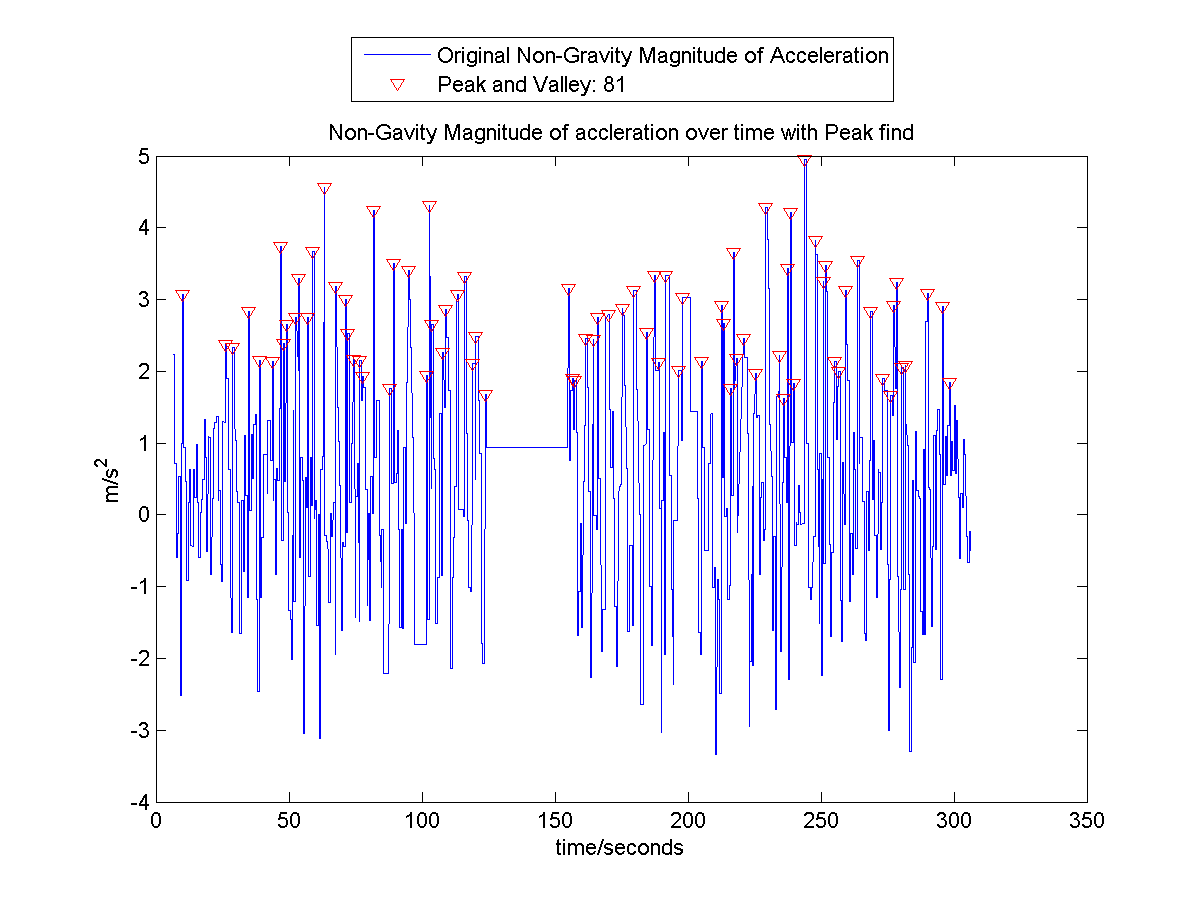 Original Non-Gravity Magnitude of Acceleration
Peak and Valley: 81
Non-Gavity Magnitude of accleration over time with Peak find
5
4
3
2
1
0
-1
-2
-3
-4
m/s²
0 50 100 150 200 250 300 350
time/seconds